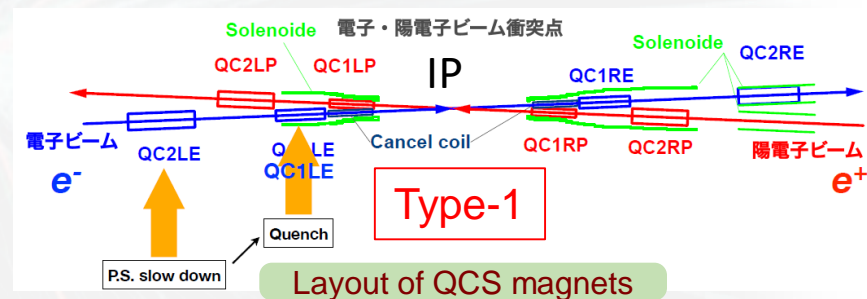 Solenoide
電子・陽電子ビーム衝突点
Solenoide
QC2LP
QC1LP
IP
QC1RE
QC2RE
電子ビーム
QC2LE
QC1LE
Cancel coil
QC1RP
QC2RP
陽電子ビーム
e-
e+
Type-1
Quench
P.S. slow down
Layout of QCS magnets